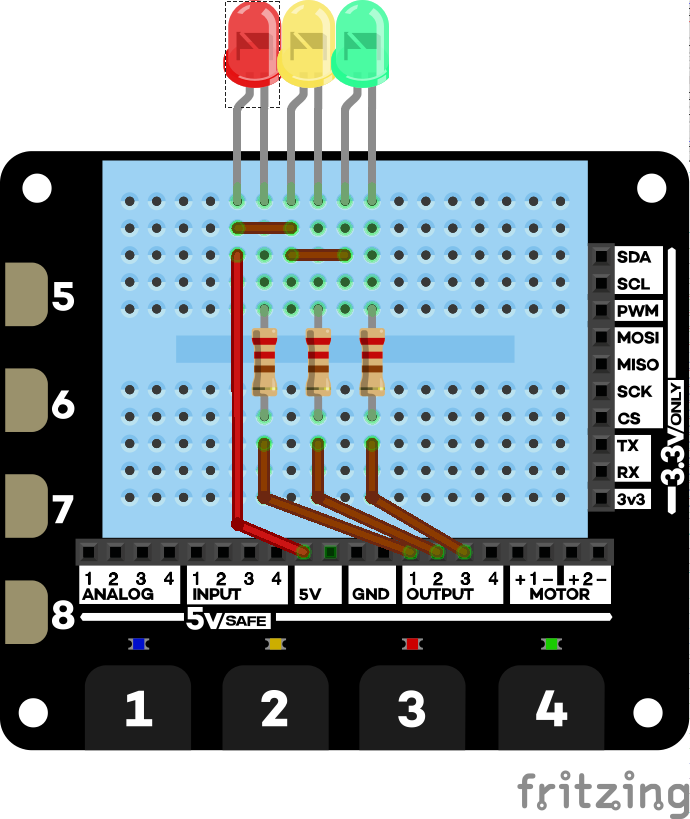 SDA
SCL
PWM
MOSI
MISO
SCK
CS
TX
RX
3v3
3.3v/ONLY
5
6
7
8
1 2 3 4 1 2 3 4 1 2 3 4 +1- +2-
ANALOG INPUT 5V GND OUTPUT MOTOR
5v/SAFE
1 2 3 4
fritzing